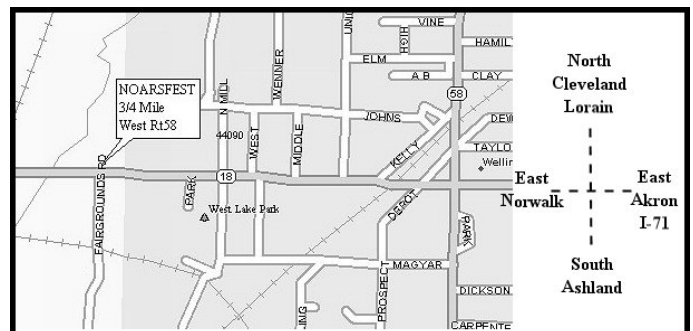 NOARSFEST
3/4 Mile
West Rt58
FAIRGROUNDS RD
PARK
18
West Lake Park
44090
N MILL
WENNER
WEST
MIDDLE
JOHNS
ELM
A B
HIGH
VINE
HAMIL
CLAY
58
KELLY
DEPOT
TAYLO
Wellin
PARK
MAGYAR
PROSPECT
LING
DICKSON
CARPENTE
North
Cleveland
Lorain
East
Norwalk
East
Akron
I-71
South
Ashland